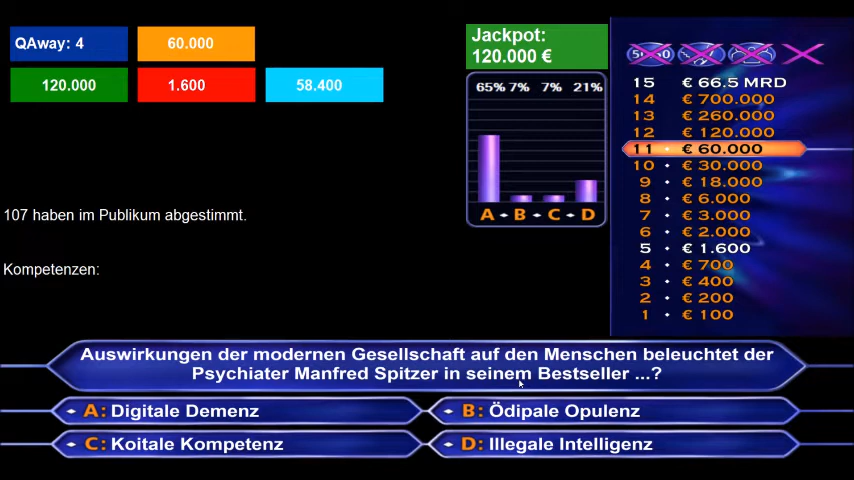 QAway: 4
60.000
120.000
1.600
58.400
107 haben im Publikum abgestimmt.
Kompetenzen:
Jackpot:
120.000 €
65% 7% 7% 21%
A B C D
15 € 66.5 MRD
14 € 700.000
13 € 260.000
12 € 120.000
11 € 60.000
10 € 30.000
9 € 18.000
8 € 6.000
7 € 3.000
6 € 2.000
5 € 1.600
4 € 700
3 € 400
2 € 200
1 € 100
Auswirkungen der modernen Gesellschaft auf den Menschen beleuchtet der
Psychiater Manfred Spitzer in seinem Bestseller ...?
A: Digitale Demenz
B: Ödipale Opulenz
C: Koitale Kompetenz
D: Illegale Intelligenz